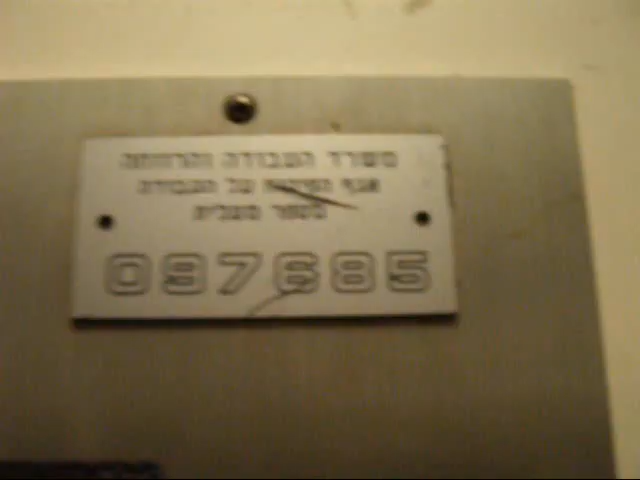 משרד העבודה והרווחה
אגף הפיקוח על העבודה
מספר מעלית
097685